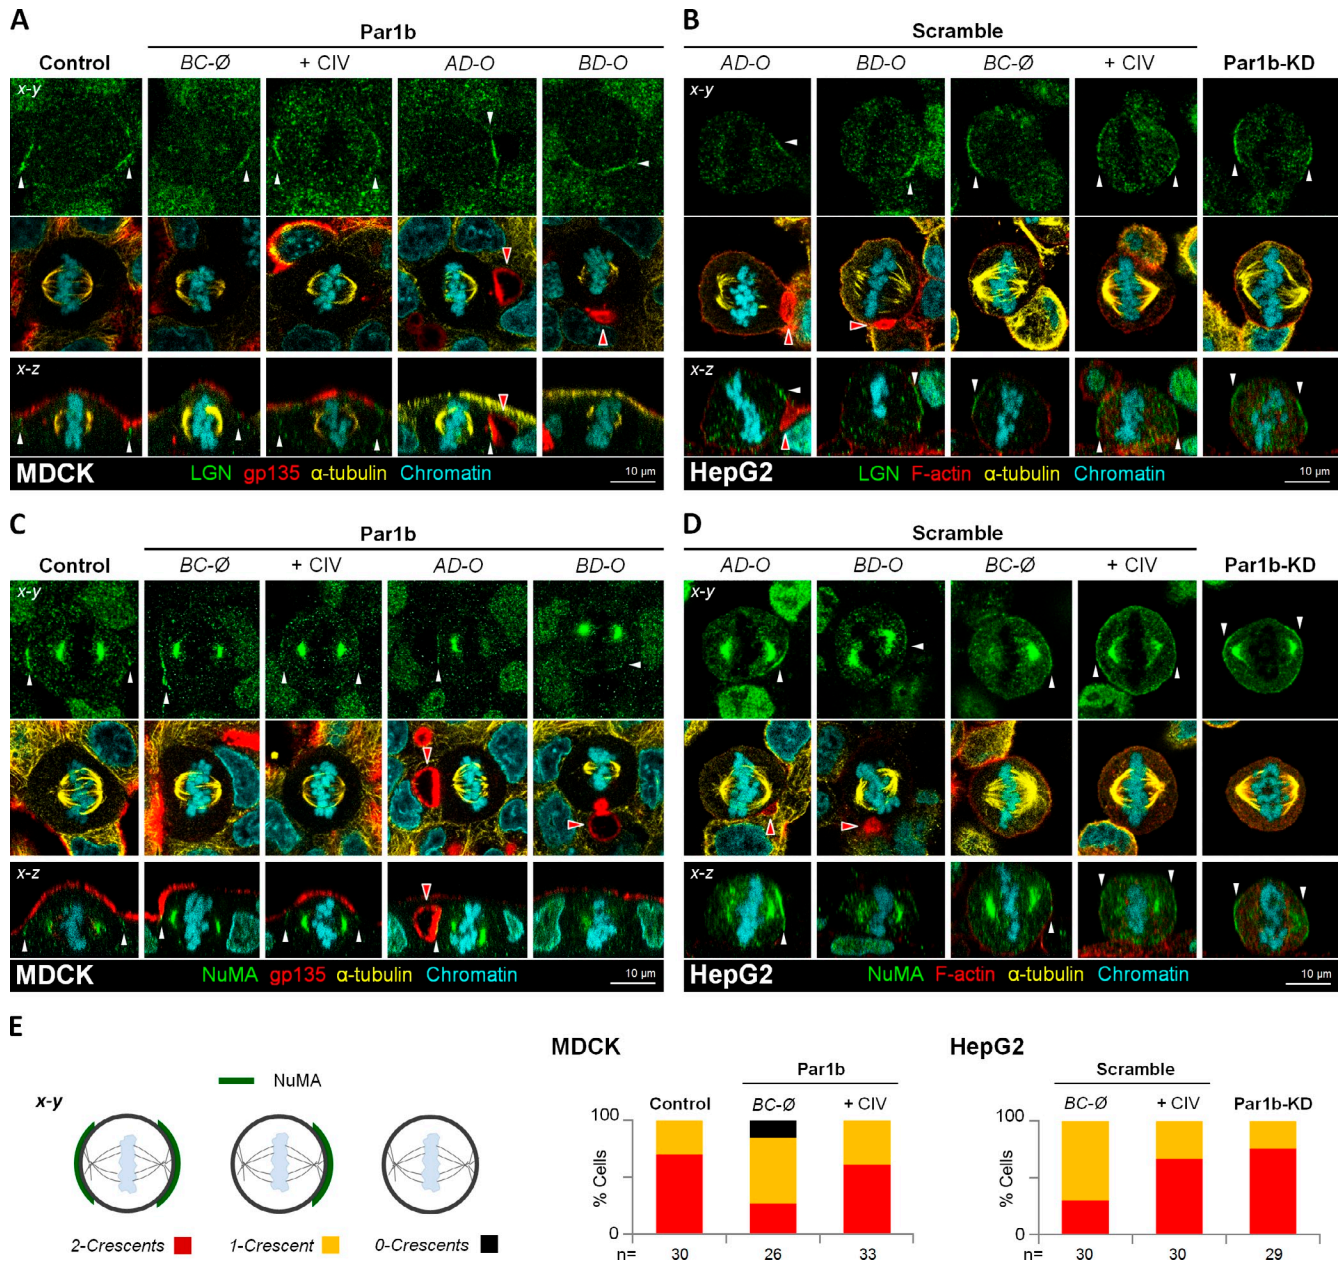 A
Par1b
Control
BC-Ø
+ CIV
AD-O
BD-O
x-y
x-z
MDCK
LGN gp135 α-tubulin Chromatin
10 µm
B
Scramble
AD-O
BD-O
BC-Ø
+ CIV
Par1b-KD
x-y
x-z
HepG2
LGN F-actin α-tubulin Chromatin
10 µm
C
Par1b
Control
BC-Ø
+ CIV
AD-O
BD-O
x-y
x-z
MDCK
NuMA gp135 α-tubulin Chromatin
10 µm
D
Scramble
AD-O
BD-O
BC-Ø
+ CIV
Par1b-KD
x-y
x-z
HepG2
NuMA F-actin α-tubulin Chromatin
10 µm
E
NuMA
x-y
2-Crescents
1-Crescent
0-Crescents
MDCK
Par1b
Control
BC-Ø
+ CIV
100
% Cells
0
n= 30 26 33
HepG2
Scramble
BC-Ø
+ CIV
Par1b-KD
100
% Cells
0
n= 30 30 29